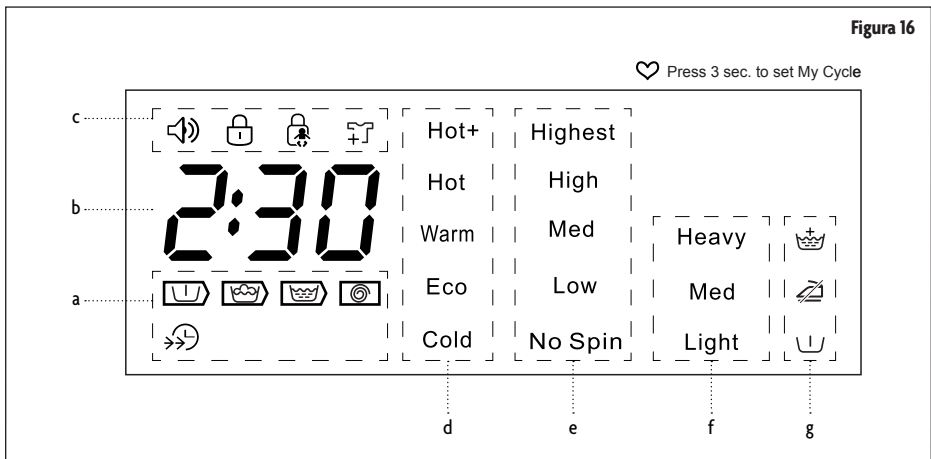 Figura 16
Press 3 sec. to set My Cycle
c
b
a
2:30
Hot+
Hot
Warm
Eco
Cold
Highest
High
Med
Low
No Spin
Heavy
Med
Light
d
e
f
g